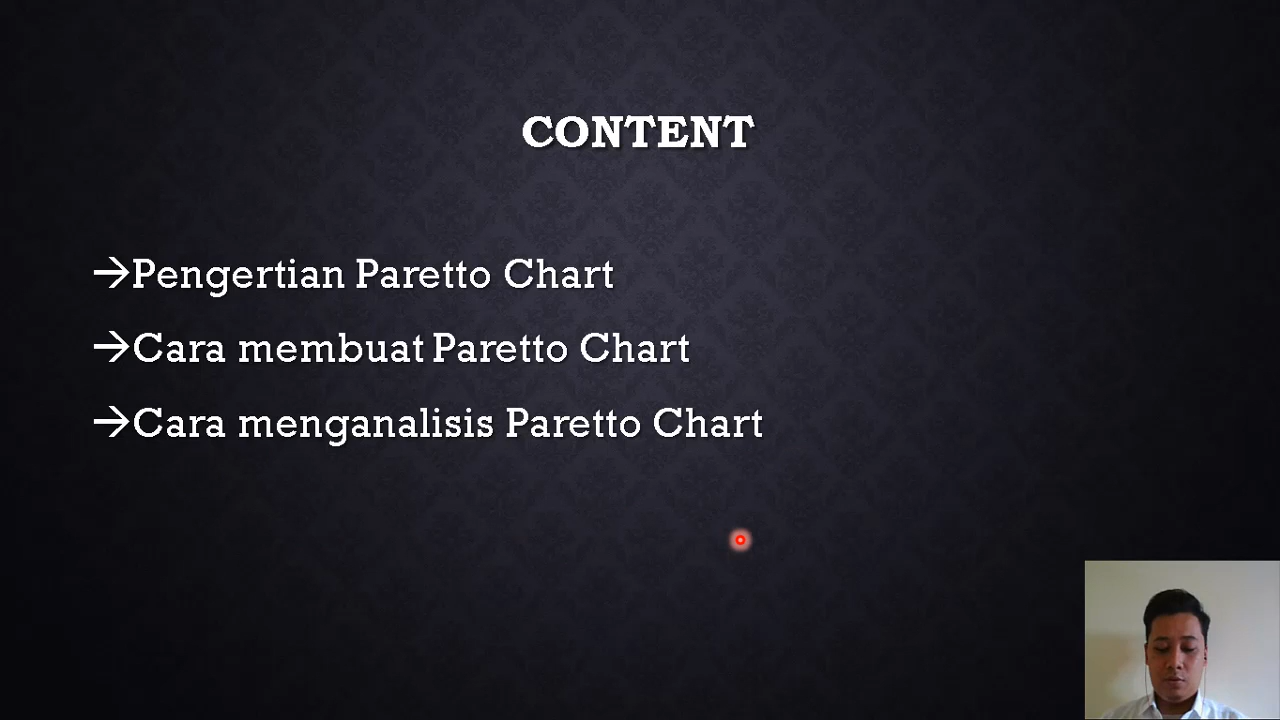 CONTENT
→Pengertian Paretto Chart
→Cara membuat Paretto Chart
→Cara menganalisis Paretto Chart